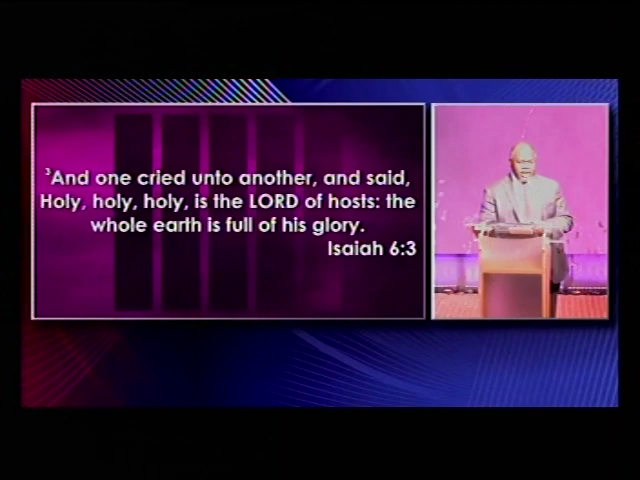 ³And one cried unto another, and said,
Holy, holy, holy, is the LORD of hosts: the
whole earth is full of his glory.
Isaiah 6:3